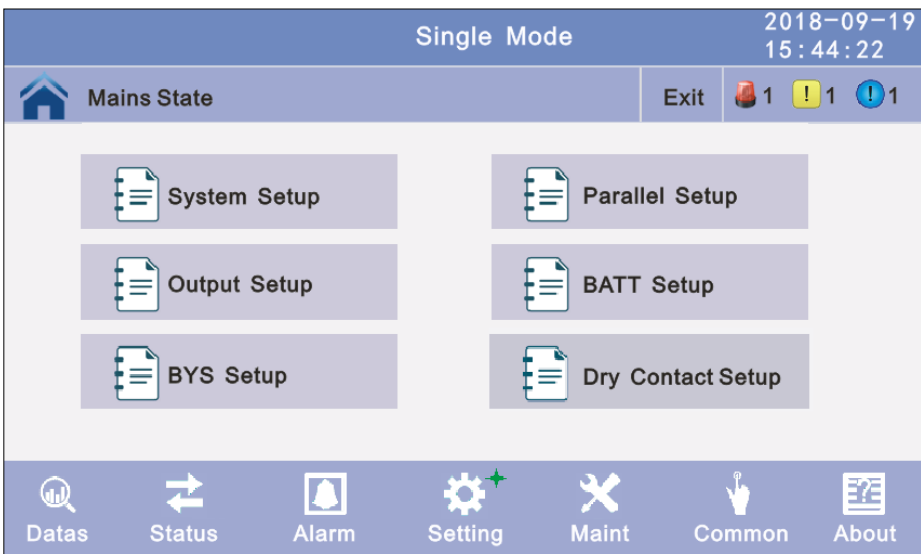 Single Mode
2018-09-19
15:44:22
Mains State
Exit
1
! 1
! 1
System Setup
Parallel Setup
Output Setup
BATT Setup
BYS Setup
Dry Contact Setup
Datas
Status
Alarm
Setting
Maint
Common
About